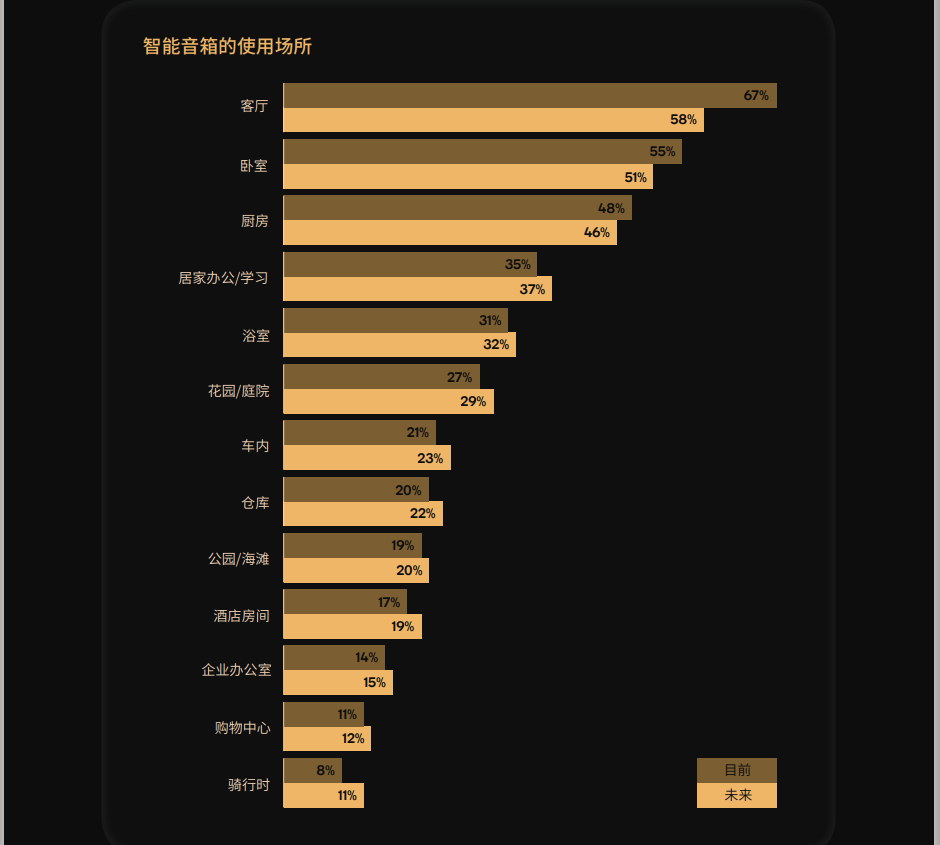 智能音箱的使用场所
客厅
67%
58%
卧室
55%
51%
厨房
48%
46%
居家办公/学习
35%
37%
浴室
31%
32%
花园/庭院
27%
29%
车内
21%
23%
仓库
20%
22%
公园/海滩
19%
20%
酒店房间
17%
19%
企业办公室
14%
15%
购物中心
11%
12%
骑行时
8%
11%
目前
未来